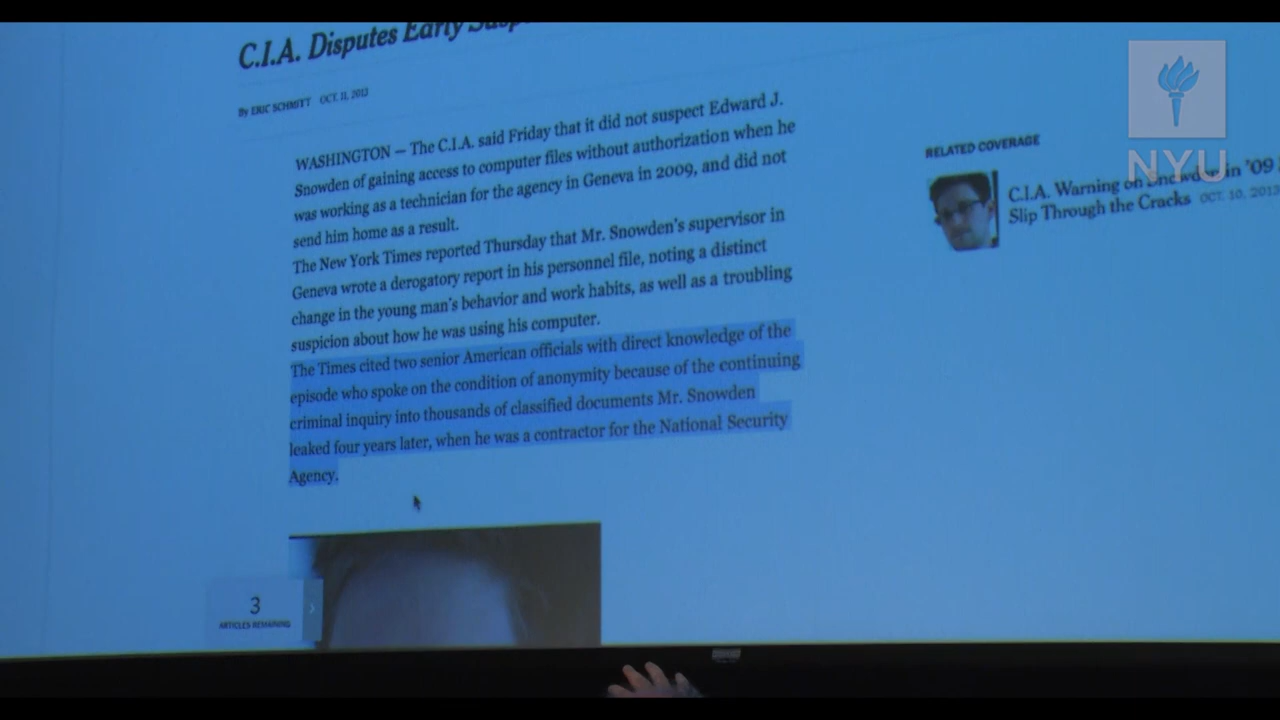 C.I.A. Disputes Early
By ERIC SCHMITT OCT. 11, 2013
WASHINGTON — The C.I.A. said Friday that it did not suspect Edward J.
Snowden of gaining access to computer files without authorization when he
was working as a technician for the agency in Geneva in 2009, and did not
send him home as a result.
The New York Times reported Thursday that Mr. Snowden's supervisor in
Geneva wrote a derogatory report in his personnel file, noting a distinct
change in the young man's behavior and work habits, as well as a troubling
suspicion about how he was using his computer.
The Times cited two senior American officials with direct knowledge of the
episode who spoke on the condition of anonymity because of the continuing
criminal inquiry into thousands of classified documents Mr. Snowden
leaked four years later, when he was a contractor for the National Security
Agency.
3
ARTICLES REMAINING
RELATED COVERAGE
C.I.A. Warning on Snowden in '09
Slip Through the Cracks OCT. 10, 2013
NYU